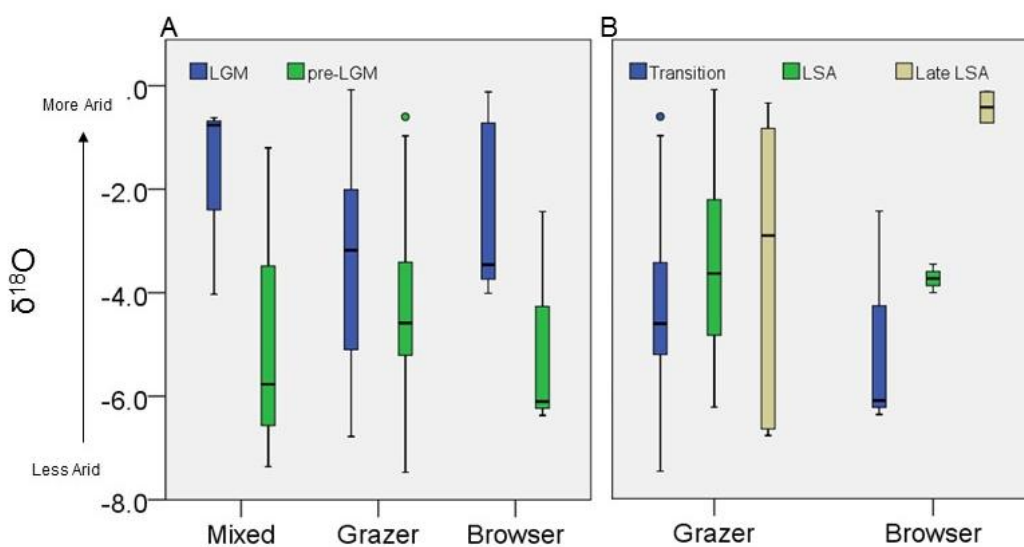 A
B
LGM
pre-LGM
Transition
LSA
Late LSA
More Arid
Less Arid
δ18O
.0
-2.0
-4.0
-6.0
-8.0
Mixed
Grazer
Browser
Grazer
Browser